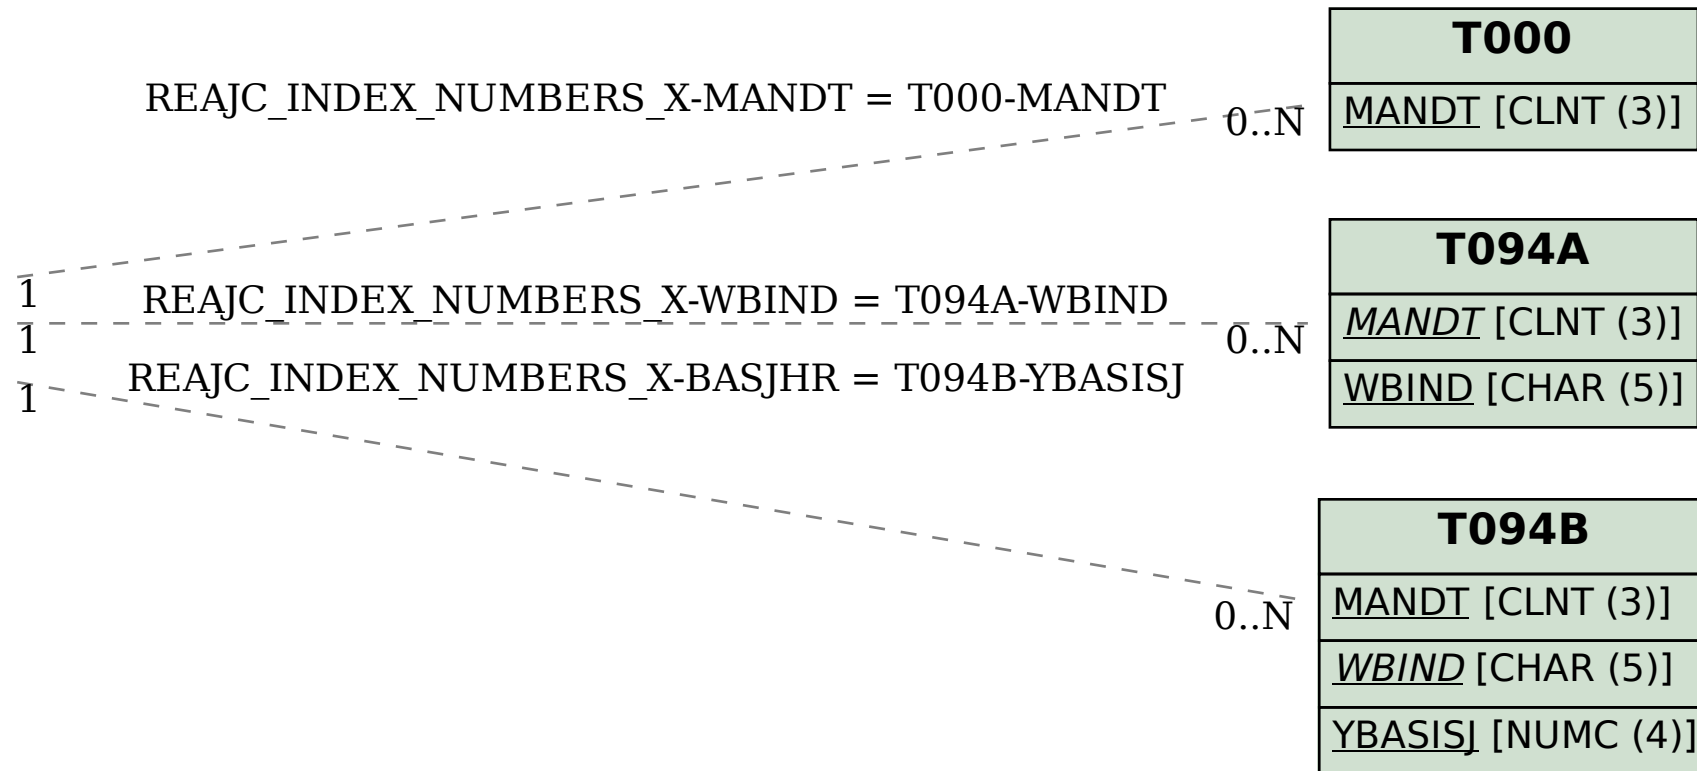 T000
REAJC_INDEX_NUMBERS_X-MANDT = T000-MANDT
0..N
MANDT [CLNT (3)]
T094A
1
REAJC_INDEX_NUMBERS_X-WBIND = T094A-WBIND
MANDT [CLNT (3)]
1
0..N
REAJC_INDEX_NUMBERS_X-BASJHR = T094B-YBASISJ
WBIND [CHAR (5)]
1
T094B
0..N
MANDT [CLNT (3)]
WBIND [CHAR (5)]
YBASISJ [NUMC (4)]